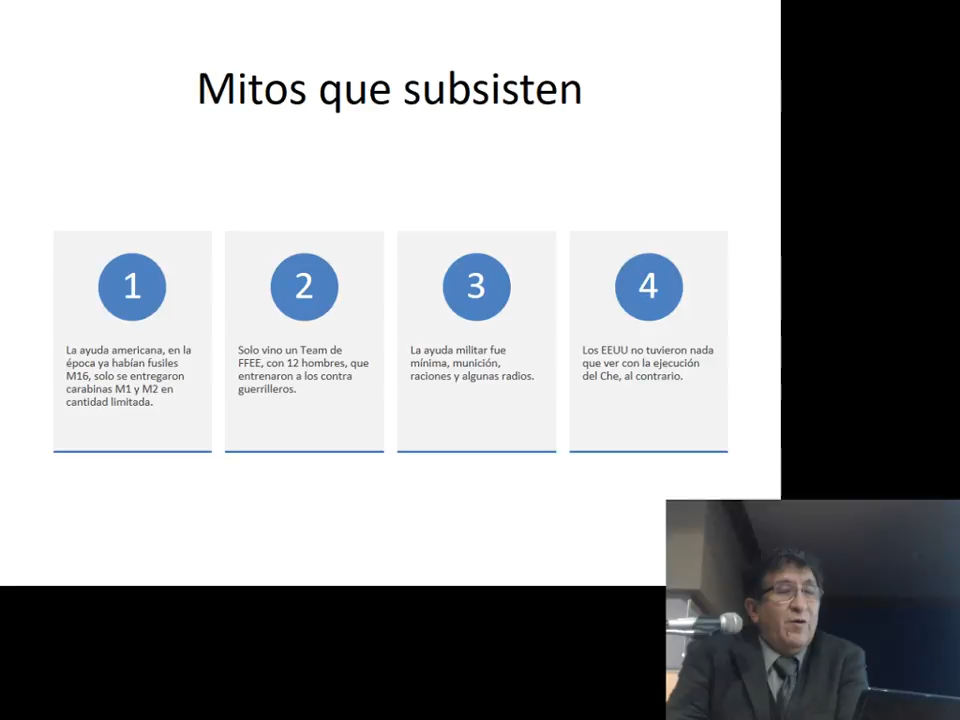 Mitos que subsisten
1
La ayuda americana, en la
época ya habían fusiles
M16, solo se entregaron
carabinas M1 y M2 en
cantidad limitada.
2
Solo vino un Team de
FFEE, con 12 hombres, que
entrenaron a los contra
guerrilleros.
3
La ayuda militar fue
mínima, munición,
raciones y algunas radios.
4
Los EEUU no tuvieron nada
que ver con la ejecución
del Che, al contrario.